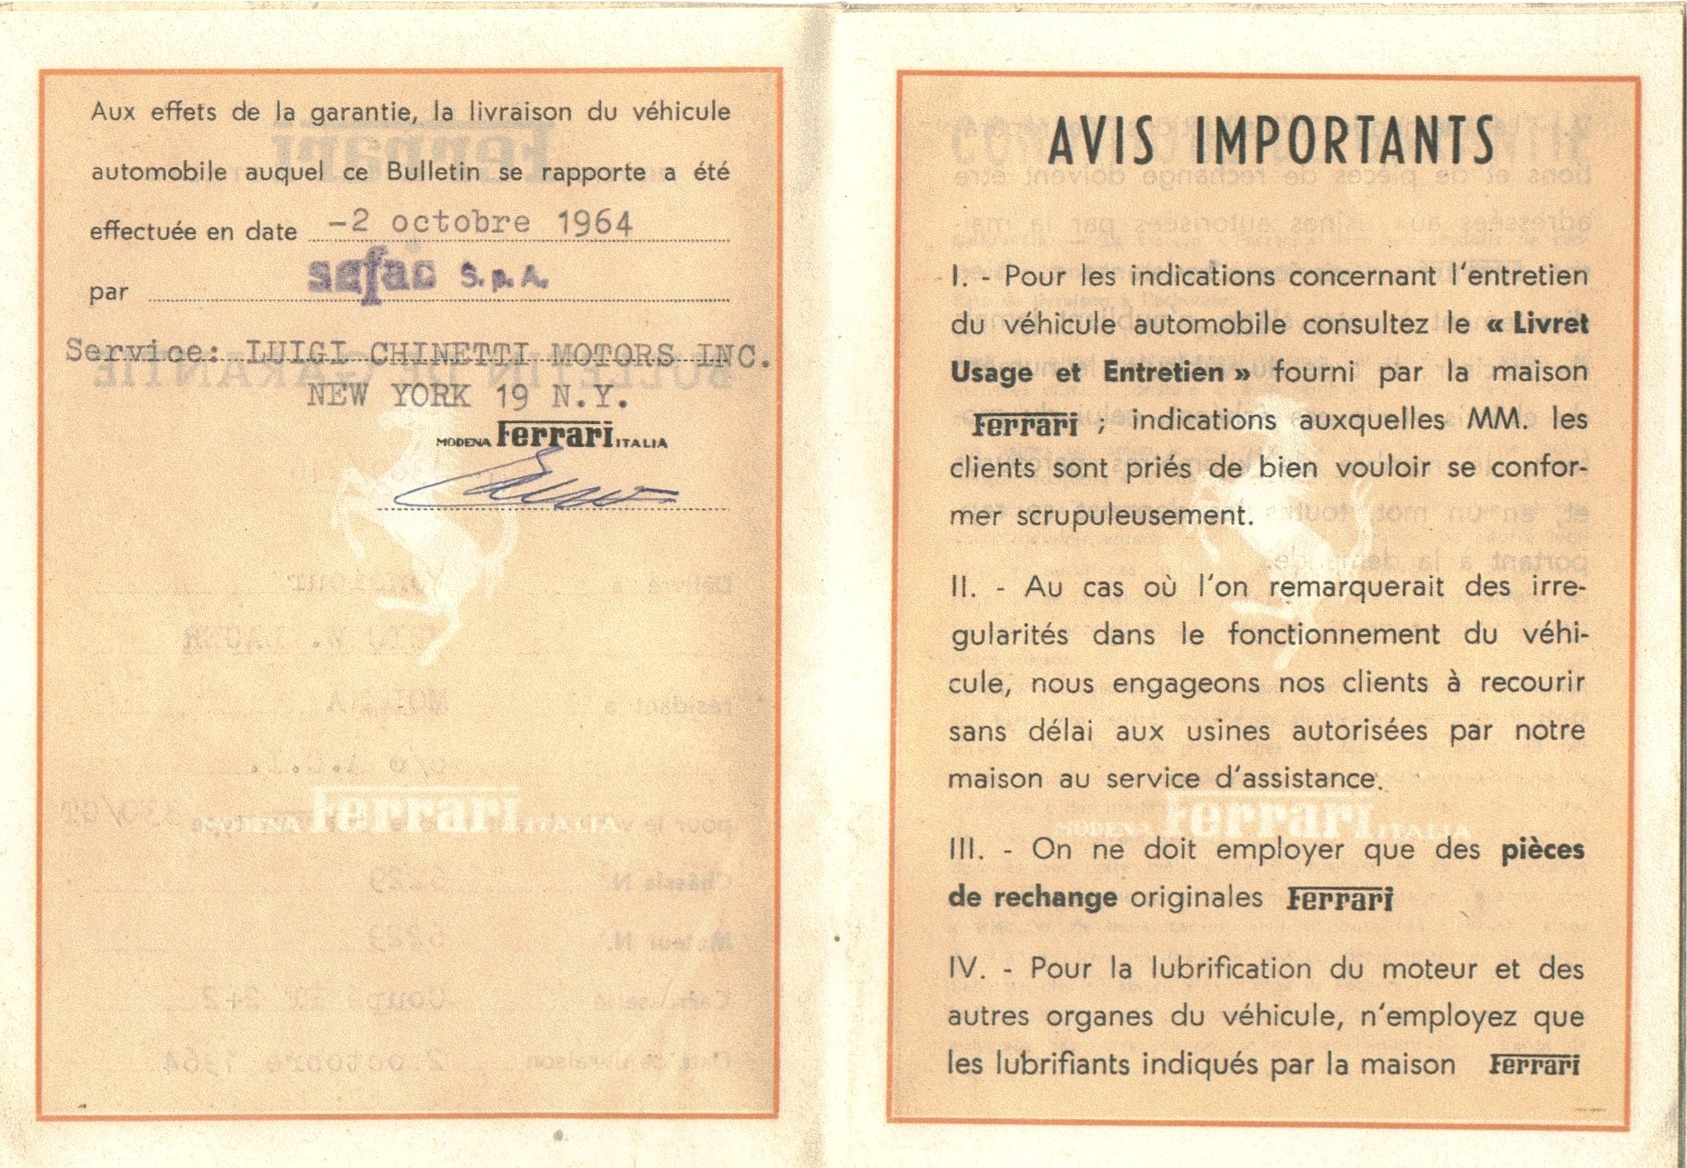 Aux effets de la garantie, la livraison du véhicule
automobile auquel ce Bulletin se rapporte a été
effectuée en date -2 octobre 1964
par sefac S.p.A.
Service: LUIGI CHINETTI MOTORS INC.
NEW YORK 19 N.Y.
MODENA Ferrari ITALIA
MODENA Ferrari ITALIA
AVIS IMPORTANTS
I. - Pour les indications concernant l'entretien
du véhicule automobile consultez le « Livret
Usage et Entretien » fourni par la maison
Ferrari ; indications auxquelles MM. les
clients sont priés de bien vouloir se confor-
mer scrupuleusement.
II. - Au cas où l'on remarquerait des irre-
gularités dans le fonctionnement du véhi-
cule, nous engageons nos clients à recourir
sans délai aux usines autorisées par notre
maison au service d'assistance.
MODENA Ferrari ITALIA
III. - On ne doit employer que des pièces
de rechange originales Ferrari
IV. - Pour la lubrification du moteur et des
autres organes du véhicule, n'employez que
les lubrifiants indiqués par la maison Ferrari